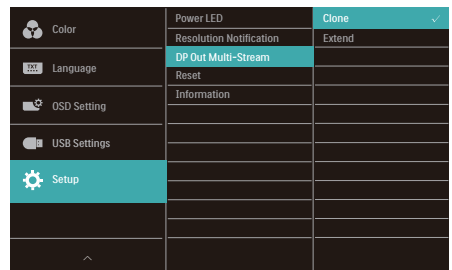 Color
TXT
Language
OSD Setting
USB Settings
Setup
Power LED
Resolution Notification
DP Out Multi-Stream
Reset
Information
Clone
Extend